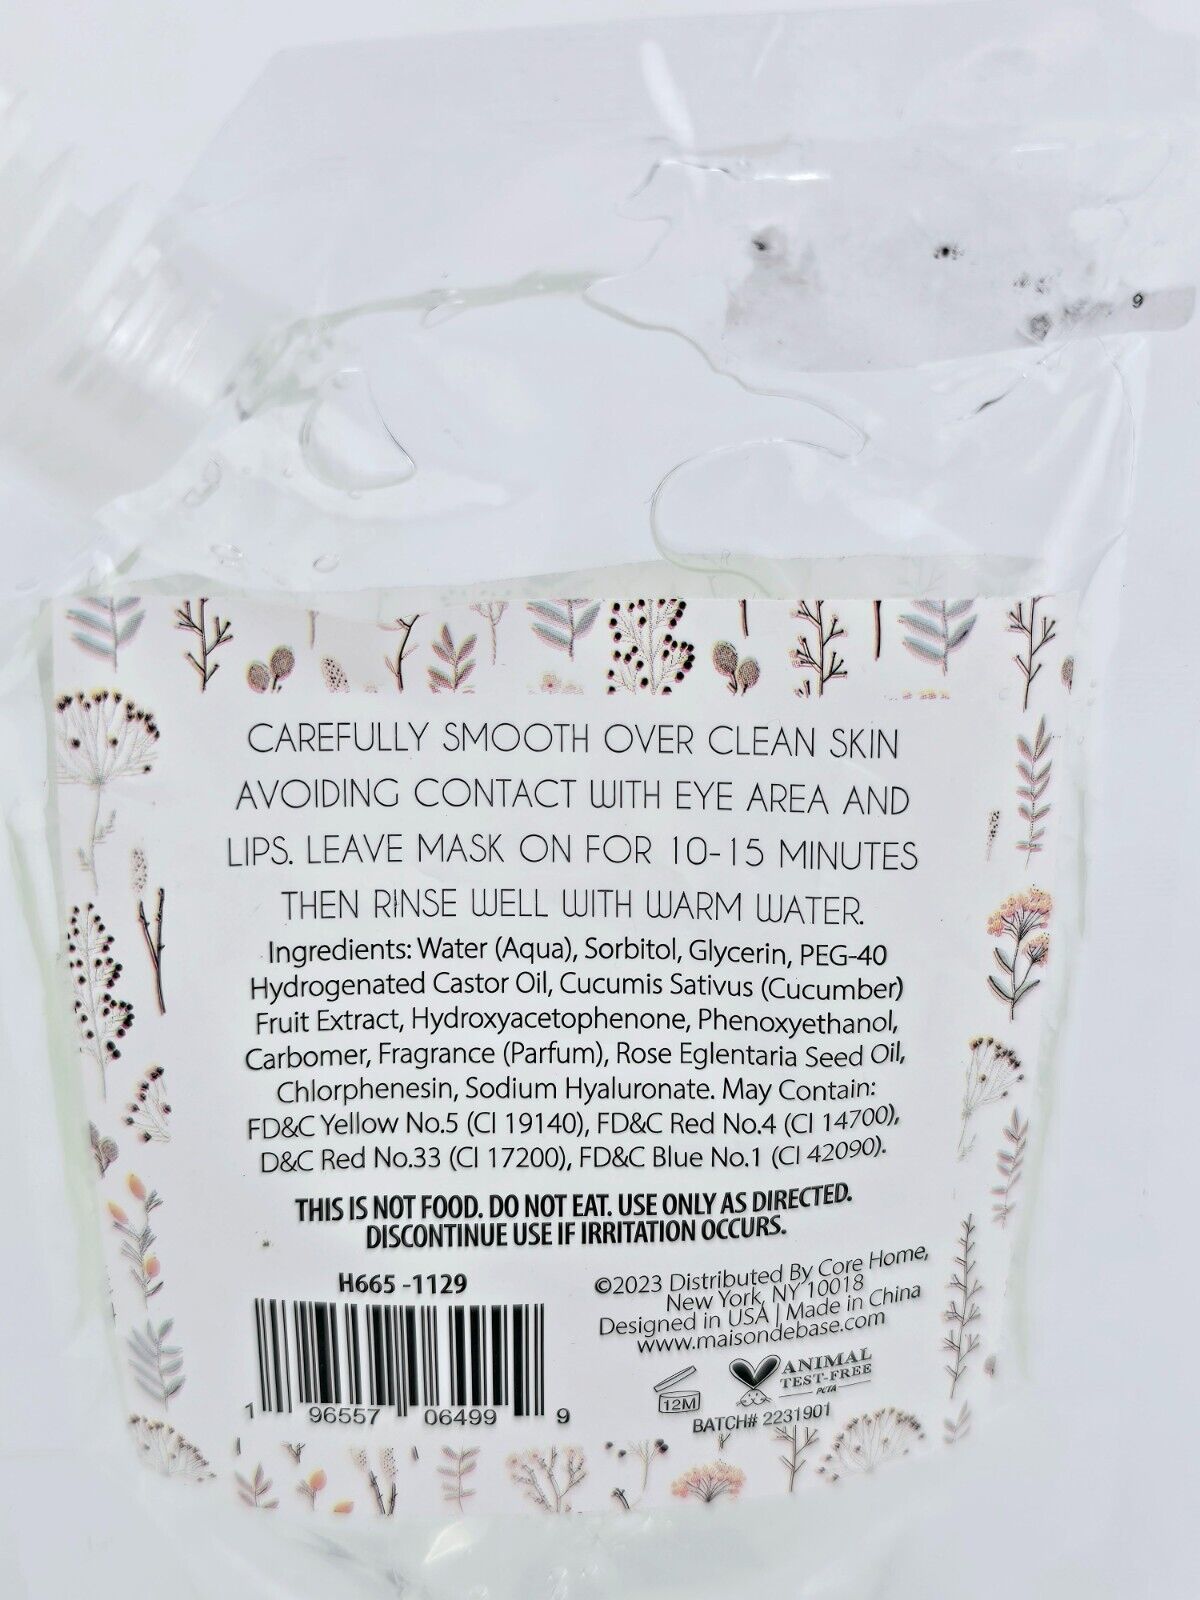 9
CAREFULLY SMOOTH OVER CLEAN SKIN
AVOIDING CONTACT WITH EYE AREA AND
LIPS. LEAVE MASK ON FOR 10-15 MINUTES
THEN RINSE WELL WITH WARM WATER.
Ingredients: Water (Aqua), Sorbitol, Glycerin, PEG-40
Hydrogenated Castor Oil, Cucumis Sativus (Cucumber)
Fruit Extract, Hydroxyacetophenone, Phenoxyethanol,
Carbomer, Fragrance (Parfum), Rose Eglentaria Seed Oil,
Chlorphenesin, Sodium Hyaluronate. May Contain:
FD&C Yellow No.5 (CI 19140), FD&C Red No.4 (CI 14700),
D&C Red No.33 (CI 17200), FD&C Blue No.1 (CI 42090).
THIS IS NOT FOOD. DO NOT EAT. USE ONLY AS DIRECTED.
DISCONTINUE USE IF IRRITATION OCCURS.
H665 -1129
1 96557 06499 9
©2023 Distributed By Core Home,
New York, NY 10018
Designed in USA | Made in China
www.maisondebase.com
12M
ANIMAL
TEST-FREE
PETA
BATCH# 2231901